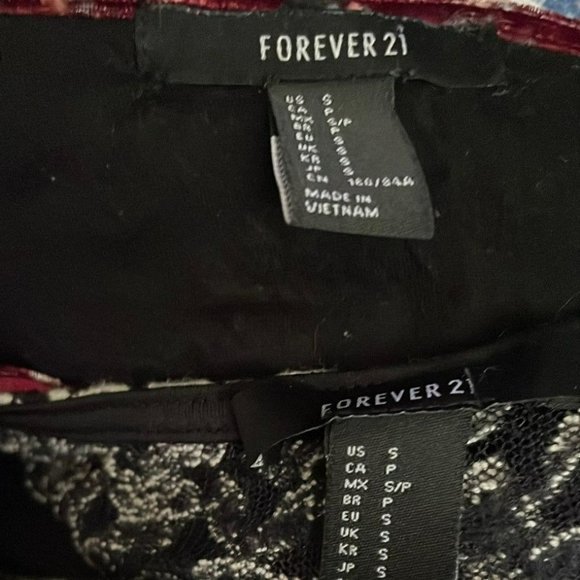 FOREVER 21
US S
CA P
MX S/P
BR P
EU S
UK S
KR S
JP S
CN 160/84A
MADE IN
VIETNAM
FOREVER 21
US S
CA P
MX S/P
BR P
EU S
UK S
KR S
JP S